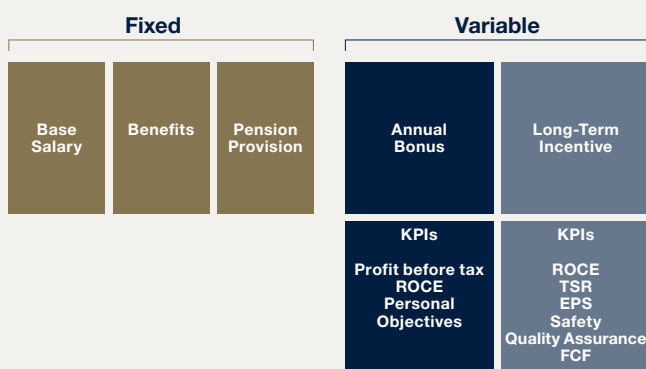 Fixed
Variable
Base
Salary
Benefits
Pension
Provision
Annual
Bonus
Long-Term
Incentive
KPIs
Profit before tax
ROCE
Personal
Objectives
KPIs
ROCE
TSR
EPS
Safety
Quality Assurance
FCF